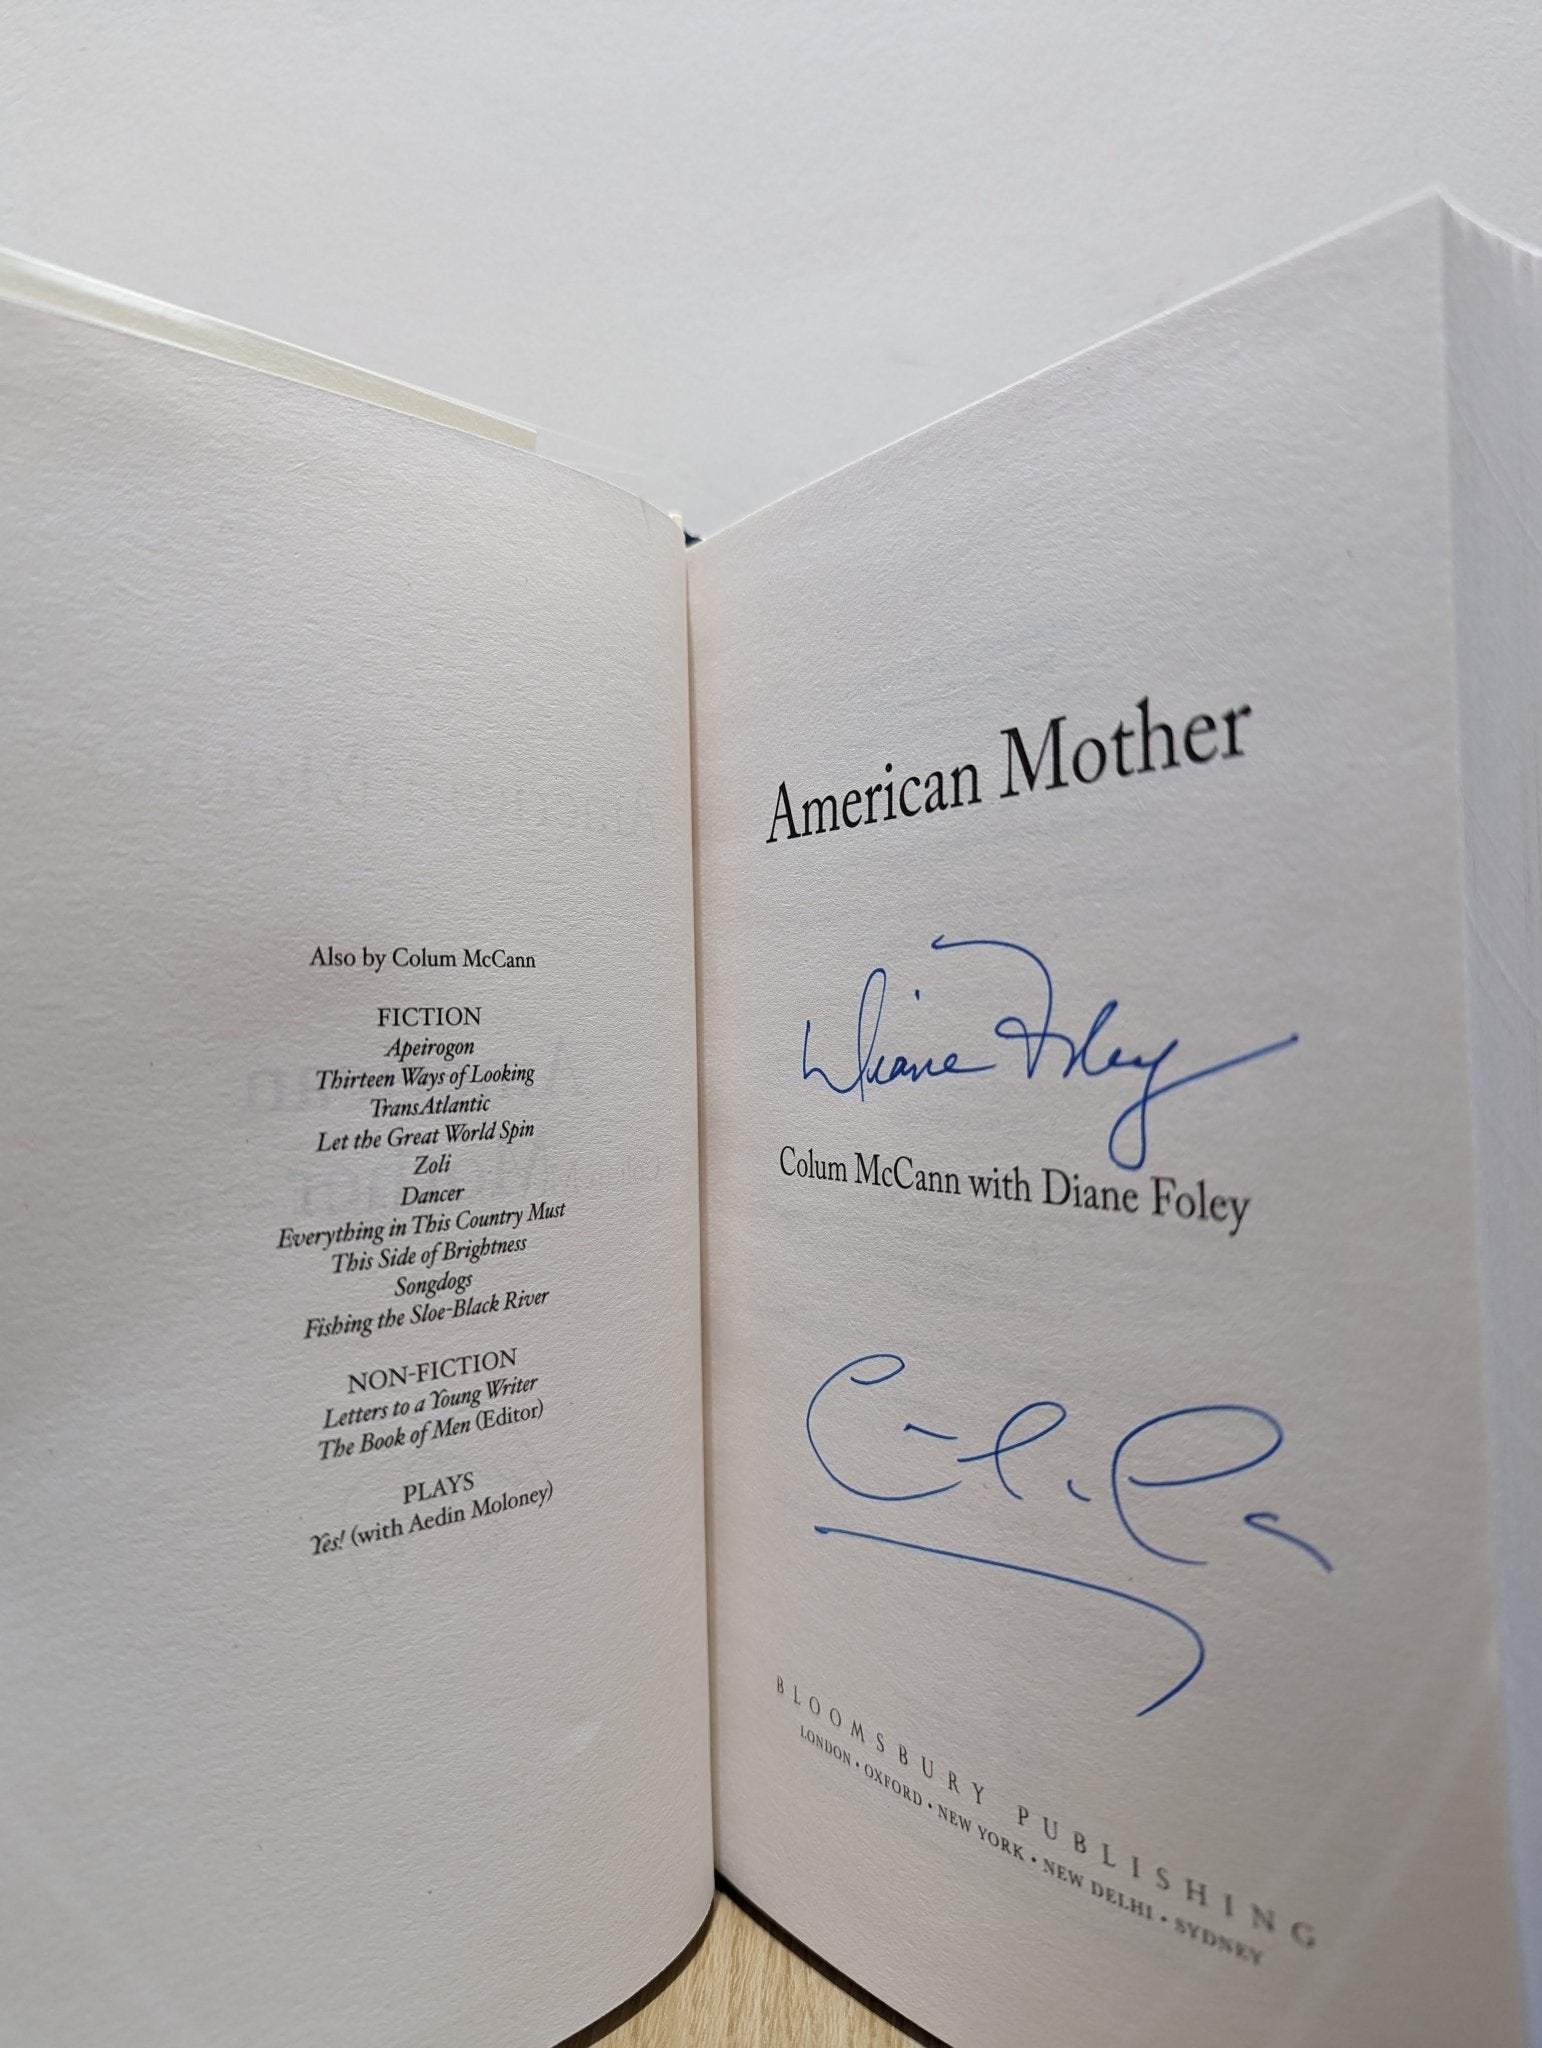 Also by Colum McCann
FICTION
Apeirogon
Thirteen Ways of Looking
TransAtlantic
Let the Great World Spin
Zoli
Dancer
Everything in This Country Must
This Side of Brightness
Songdogs
Fishing the Sloe-Black River
NON-FICTION
Letters to a Young Writer
The Book of Men (Editor)
PLAYS
Yes! (with Aedin Moloney)
American Mother
Diane Foley
Colum McCann with Diane Foley
BLOOMSBURY PUBLISHING
LONDON • OXFORD • NEW YORK • NEW DELHI • SYDNEY